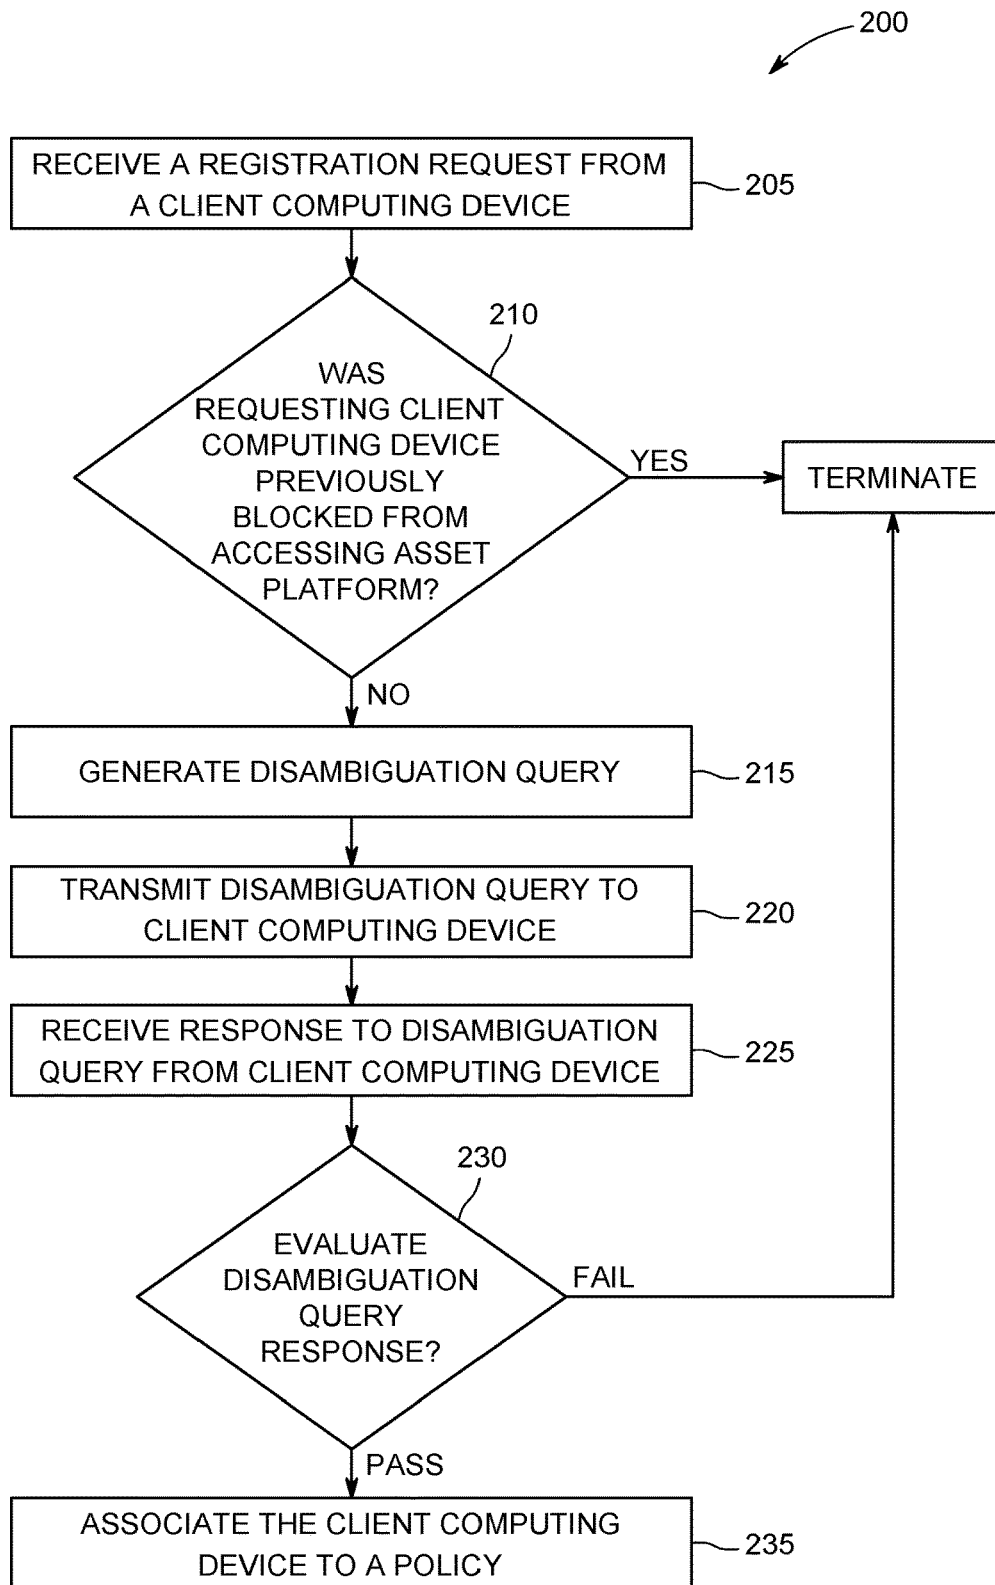 200
RECEIVE A REGISTRATION REQUEST FROM
A CLIENT COMPUTING DEVICE
205
210
WAS
REQUESTING CLIENT
COMPUTING DEVICE
PREVIOUSLY
BLOCKED FROM
ACCESSING ASSET
PLATFORM?
YES
TERMINATE
NO
GENERATE DISAMBIGUATION QUERY
215
TRANSMIT DISAMBIGUATION QUERY TO
CLIENT COMPUTING DEVICE
220
RECEIVE RESPONSE TO DISAMBIGUATION
QUERY FROM CLIENT COMPUTING DEVICE
225
230
EVALUATE
DISAMBIGUATION
QUERY
RESPONSE?
FAIL
PASS
ASSOCIATE THE CLIENT COMPUTING
DEVICE TO A POLICY
235